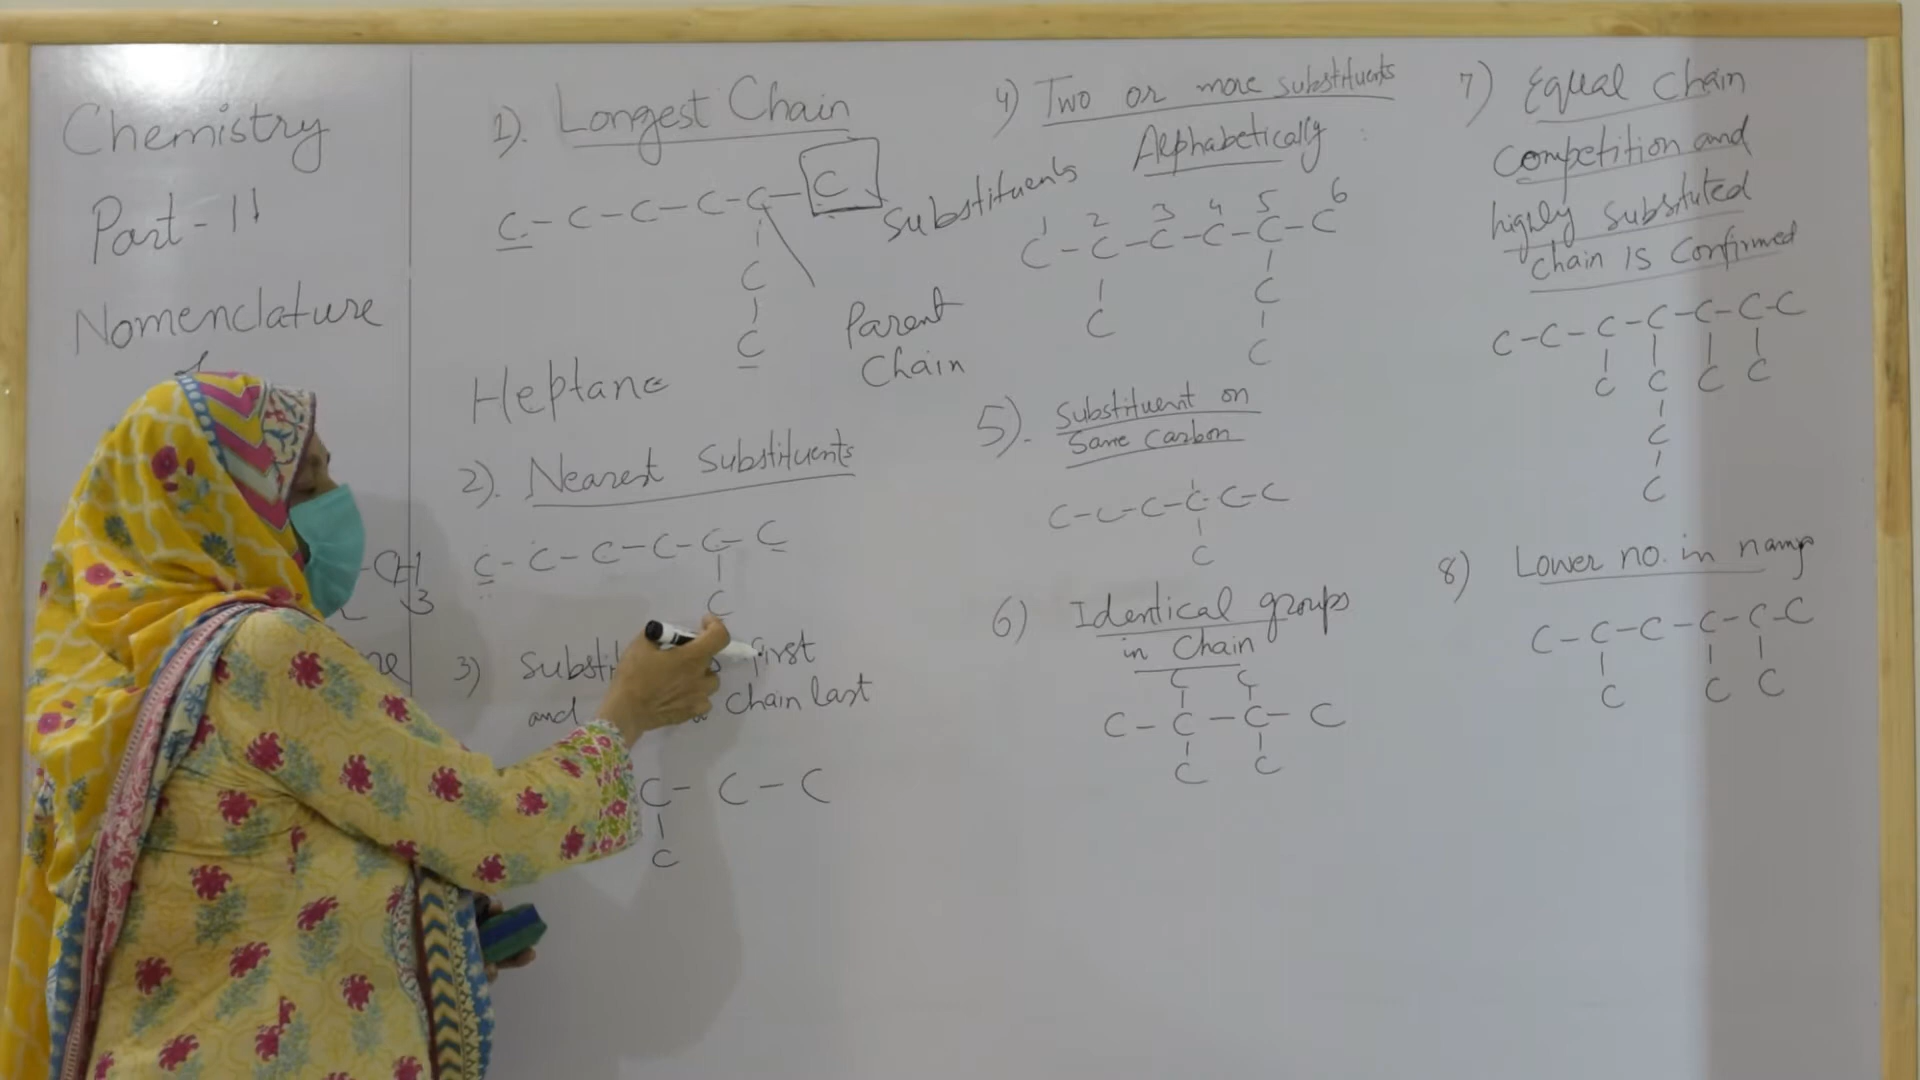 Chemistry
Part-II
Nomenclature
-CH3
ne
1). Longest Chain
C-C-C-C-C-C
C
C
Substituents
Parent
Chain
Heptane
2). Nearest Substituents
C-C-C-C-C-C
C
3) first
and Chain last
C-C-C
C
4) Two or more substituents
Alphabetically
1 2 3 4 5 6
C-C-C-C-C-C
C C
C
5). Substituent on
Same Carbon
C-C-C-C-C-C
C
6) Identical groups
in Chain
C C
C-C-C-C
C C
7) Equal Chain
Competition and
highly substituted
Chain is Confirmed
C-C-C-C-C-C-C
C C C C
C
C
8) Lower no. in name
C-C-C-C-C-C
C C C